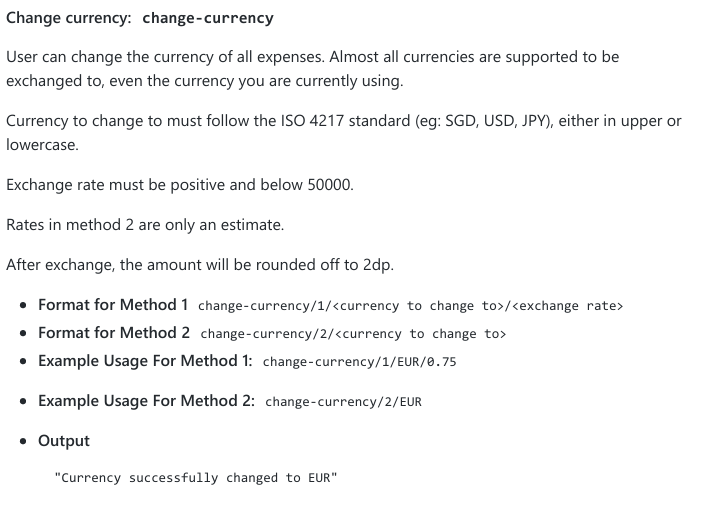 Change currency: change-currency
User can change the currency of all expenses. Almost all currencies are supported to be
exchanged to, even the currency you are currently using.
Currency to change to must follow the ISO 4217 standard (eg: SGD, USD, JPY), either in upper or
lowercase.
Exchange rate must be positive and below 50000.
Rates in method 2 are only an estimate.
After exchange, the amount will be rounded off to 2dp.
• Format for Method 1 change-currency/1/<currency to change to>/<exchange rate>
• Format for Method 2 change-currency/2/<currency to change to>
• Example Usage For Method 1: change-currency/1/EUR/0.75
• Example Usage For Method 2: change-currency/2/EUR
• Output
"Currency successfully changed to EUR"